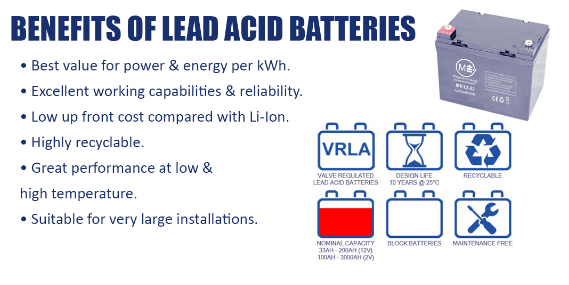 BENEFITS OF LEAD ACID BATTERIES
• Best value for power & energy per kWh.
• Excellent working capabilities & reliability.
• Low up front cost compared with Li-Ion.
• Highly recyclable.
• Great performance at low &
high temperature.
• Suitable for very large installations.
VRLA
VALVE REGULATED
LEAD ACID BATTERIES
DESIGN LIFE
10 YEARS @ 25°C
RECYCLABLE
NOMINAL CAPACITY
33AH - 200AH (12V)
100AH - 3000AH (2V)
BLOCK BATTERIES
MAINTENANCE FREE